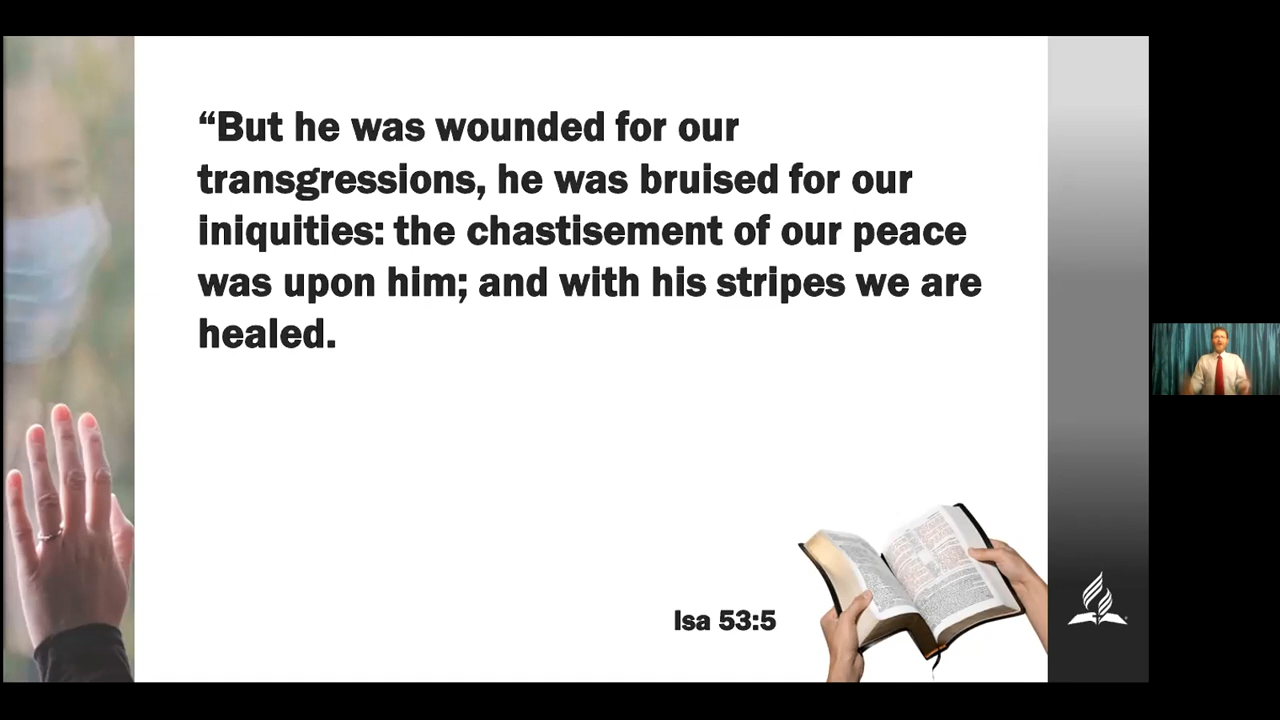 “But he was wounded for our
transgressions, he was bruised for our
iniquities: the chastisement of our peace
was upon him; and with his stripes we are
healed.
Isa 53:5